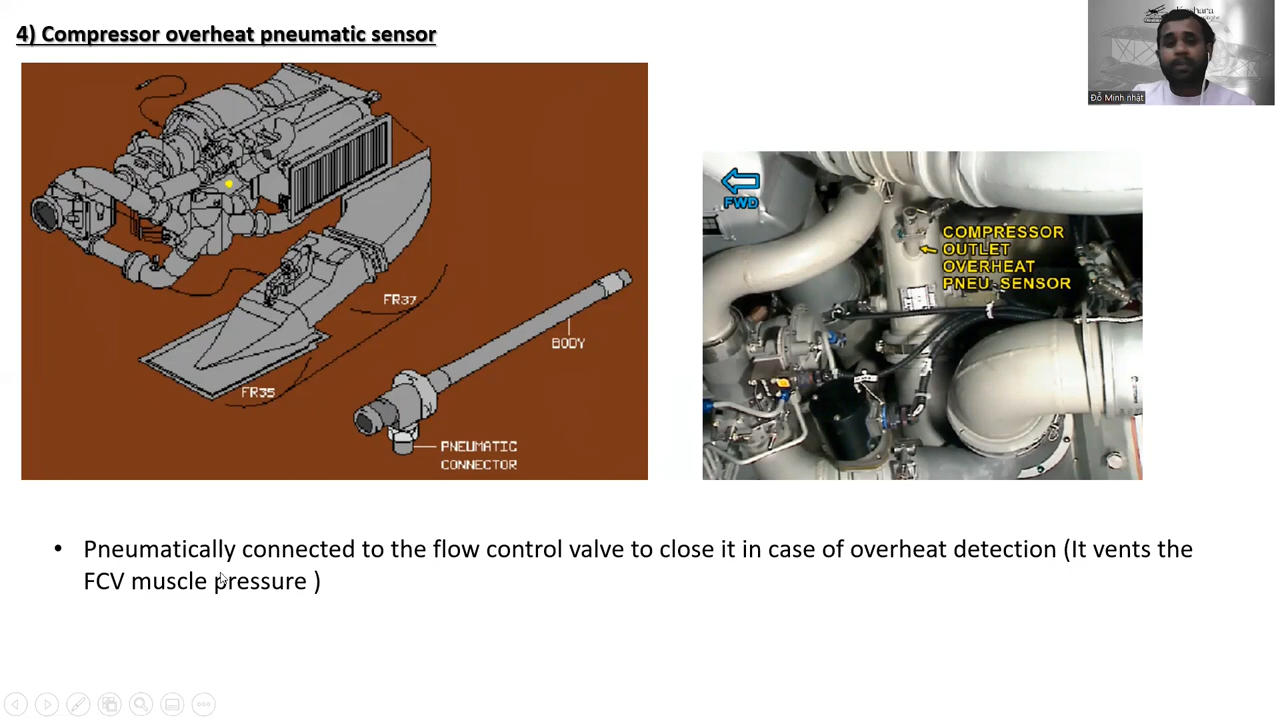 4) Compressor overheat pneumatic sensor
Đỗ Minh nhật
FWD
COMPRESSOR
OUTLET
OVERHEAT
PNEU SENSOR
FR37
BODY
FR35
PNEUMATIC
CONNECTOR
• Pneumatically connected to the flow control valve to close it in case of overheat detection (It vents the
FCV muscle pressure )